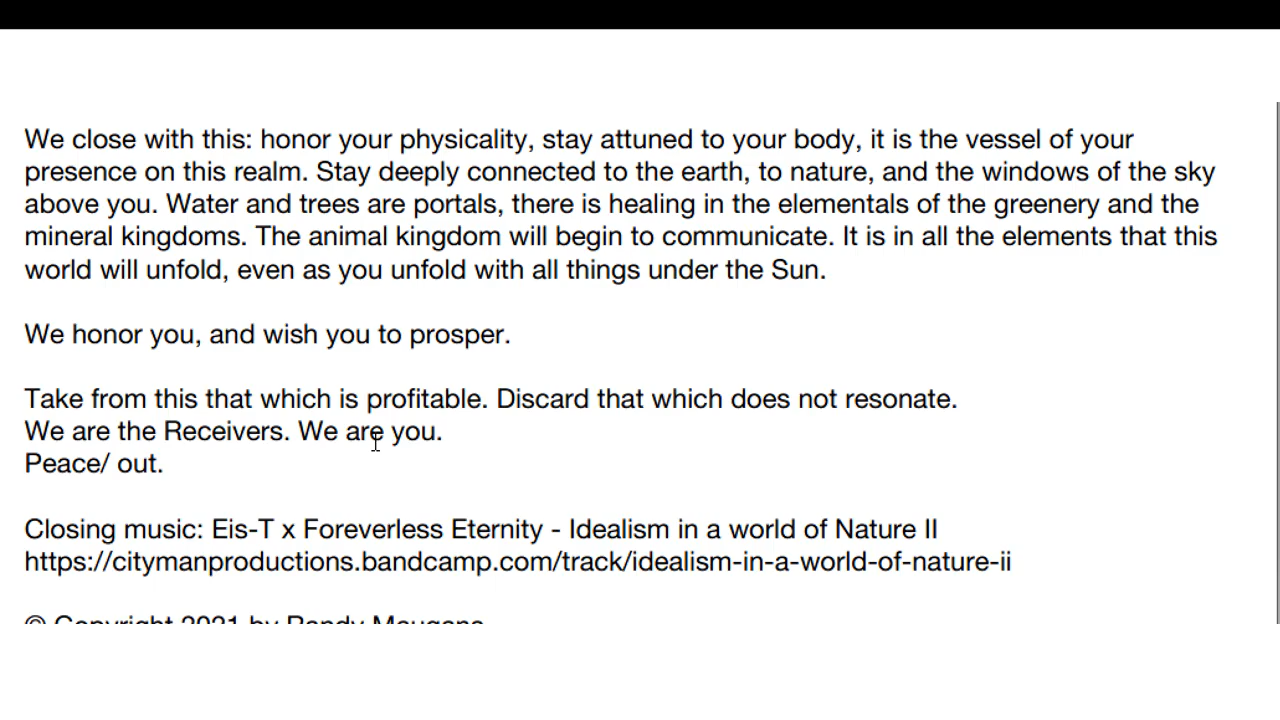 We close with this: honor your physicality, stay attuned to your body, it is the vessel of your
presence on this realm. Stay deeply connected to the earth, to nature, and the windows of the sky
above you. Water and trees are portals, there is healing in the elementals of the greenery and the
mineral kingdoms. The animal kingdom will begin to communicate. It is in all the elements that this
world will unfold, even as you unfold with all things under the Sun.
We honor you, and wish you to prosper.
Take from this that which is profitable. Discard that which does not resonate.
We are the Receivers. We are you.
Peace/ out.
Closing music: Eis-T x Foreverless Eternity - Idealism in a world of Nature II
https://citymanproductions.bandcamp.com/track/idealism-in-a-world-of-nature-ii
© Copyright 2021 by Randy Maugans